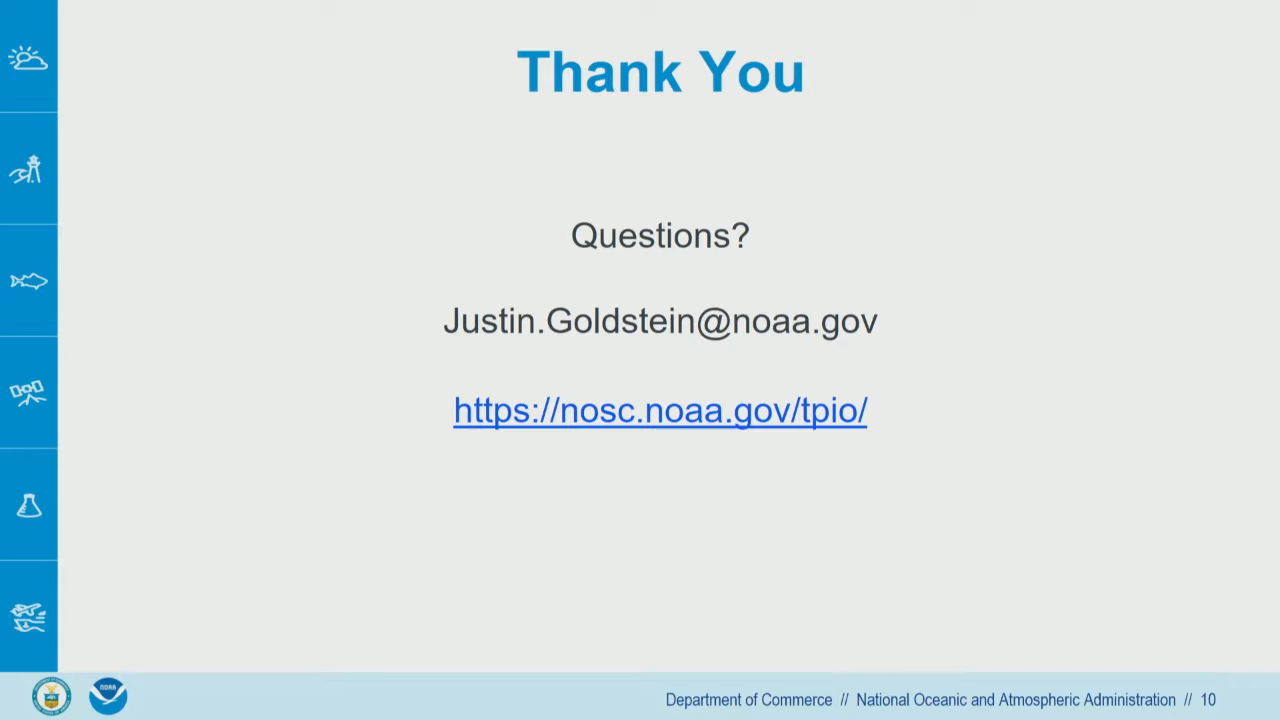 Thank You
Questions?
Justin.Goldstein@noaa.gov
https://nosc.noaa.gov/tpio/
NOAA
Department of Commerce // National Oceanic and Atmospheric Administration // 10